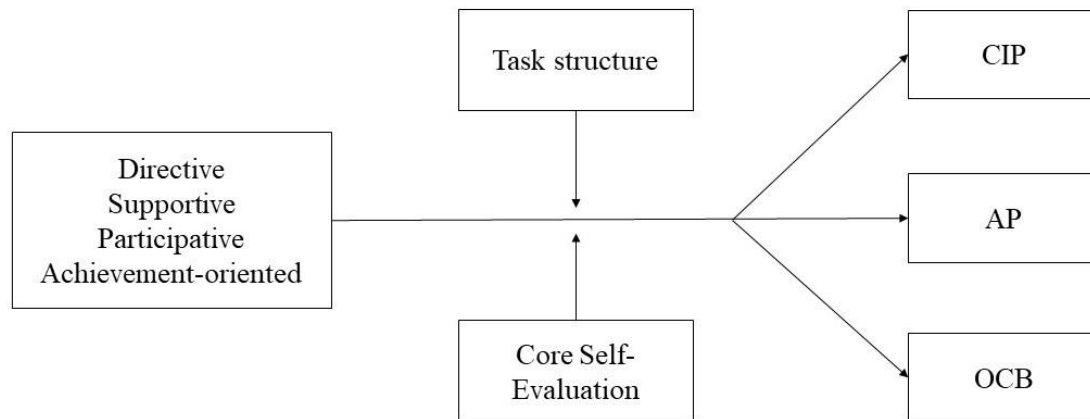 Task structure
CIP
Directive
Supportive
Participative
Achievement-oriented
AP
Core Self-
Evaluation
OCB